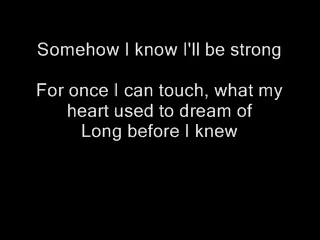 Somehow I know I'll be strong
For once I can touch, what my
heart used to dream of
Long before I knew